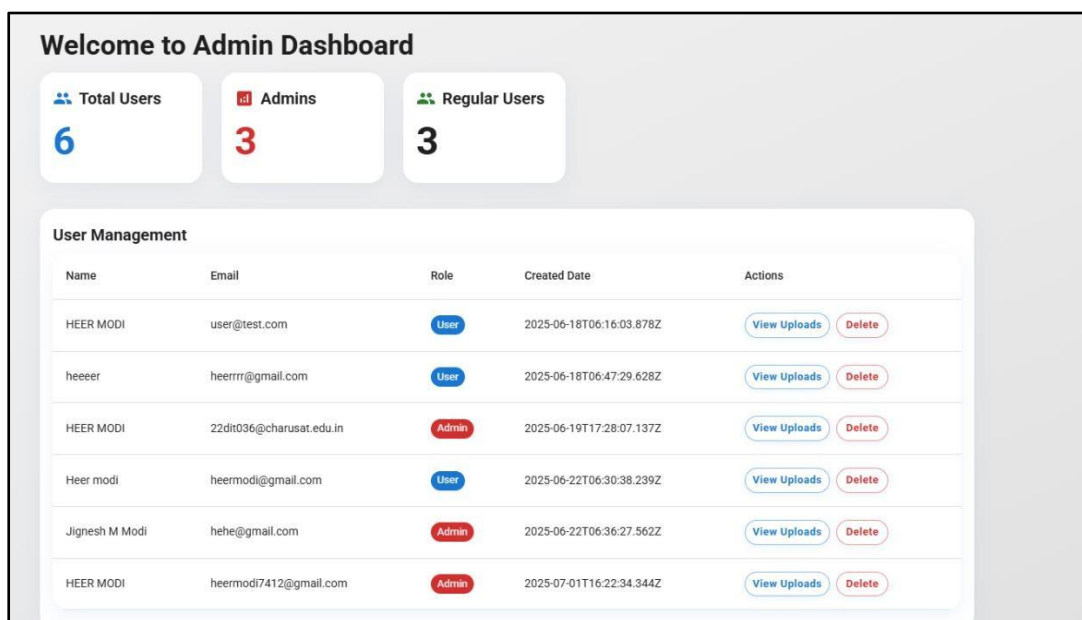 Welcome to Admin Dashboard
Total Users Admins Regular Users
6 3 3
User Management
Name Email Role Created Date Actions
HEER MODI user@test.com User 2025-06-18T06:16:03.878Z View Uploads Delete
heeeer heerrrr@gmail.com User 2025-06-18T06:47:29.628Z View Uploads Delete
HEER MODI 22dit036@charusat.edu.in Admin 2025-06-19T17:28:07.137Z View Uploads Delete
Heer modi heermodi@gmail.com User 2025-06-22T06:30:38.239Z View Uploads Delete
Jignesh M Modi hehe@gmail.com Admin 2025-06-22T06:36:27.562Z View Uploads Delete
HEER MODI heermodi7412@gmail.com Admin 2025-07-01T16:22:34.344Z View Uploads Delete